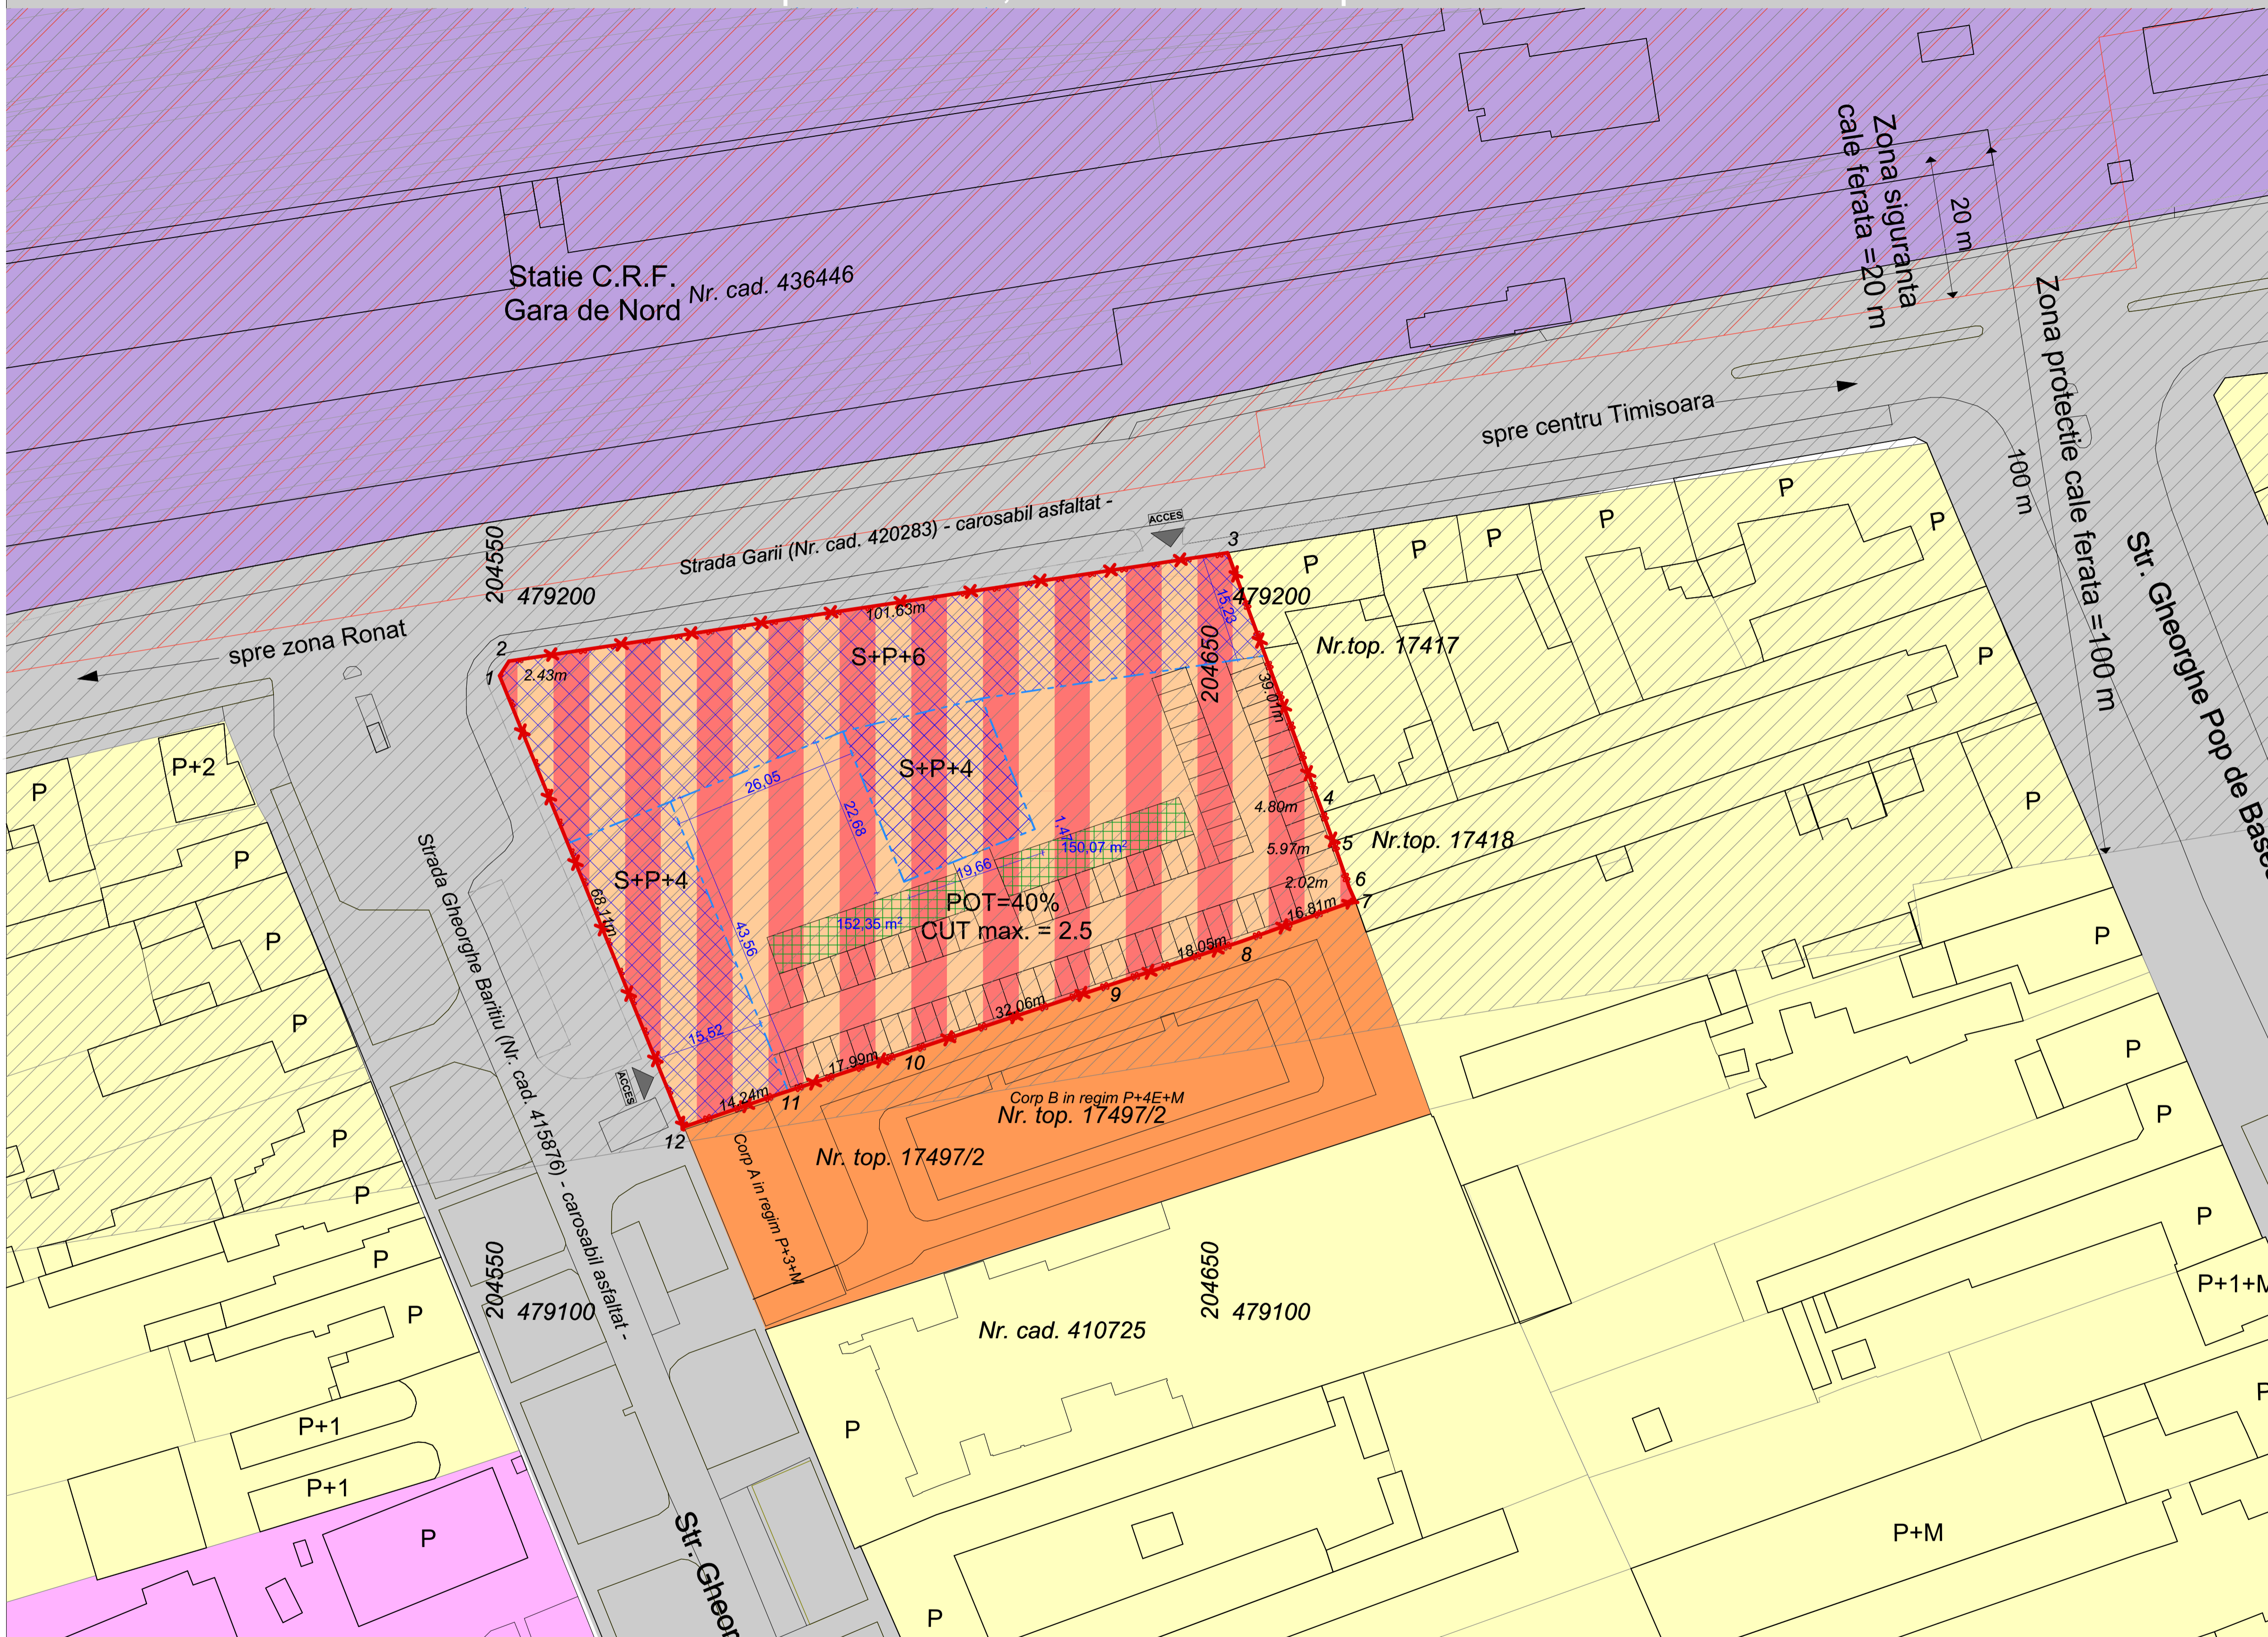 Statie C.R.F.
Gara de Nord
Nr. cad. 436446
Zona siguranta
cale ferata =20 m
20 m
Zona protectie cale ferata =100 m
100 m
spre centru Timisoara
Strada Garii (Nr. cad. 420283) - carosabil asfaltat -
ACCES
3
204550
479200
479200
204650
spre zona Ronat
2
1
2.43m
101.63m
15,23
S+P+6
Nr.top. 17417
39.01m
P
P
P
P
P
P
P
P
Str. Gheorghe Pop de Base
P
P+2
P
P
P
P
P
P
P
P+1
P+1
P
Strada Gheorghe Baritiu (Nr. cad. 415876) - carosabil asfaltat -
26,05
22,68
S+P+4
S+P+4
68.11m
43,56
15,52
19,66
1,47
150,07 m²
152,35 m²
POT=40%
CUT max. = 2.5
4.80m
4
5.97m
5
Nr.top. 17418
2.02m
6
7
16.81m
18.05m
8
32.06m
9
17.99m
10
14.24m
11
12
ACCES
Corp B in regim P+4E+M
Nr. top. 17497/2
Nr. top. 17497/2
Corp A in regim P+3+M
204550
479100
204650
479100
Nr. cad. 410725
P
P
P
P
P
P
P+1+M
P
P+M
P
Str. Gheor